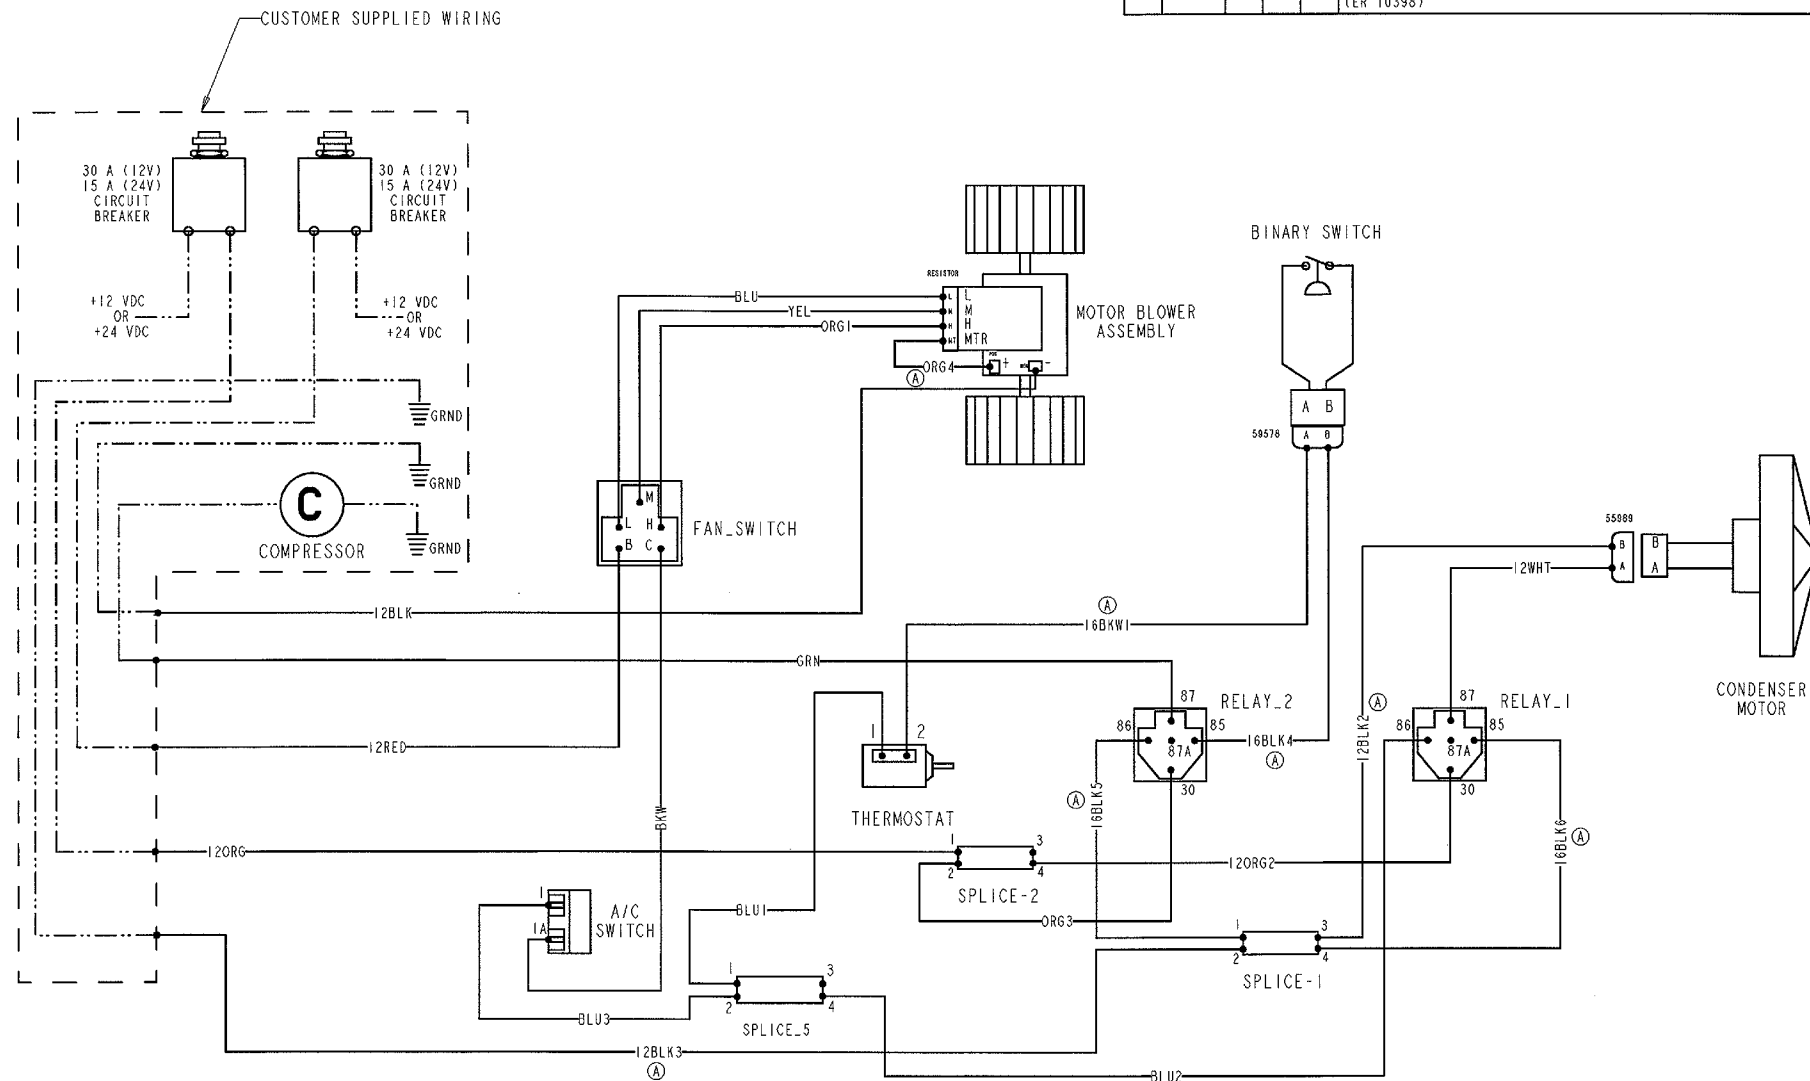 (ER 10398)
CUSTOMER SUPPLIED WIRING
30 A (12V)
15 A (24V)
CIRCUIT
BREAKER
30 A (12V)
15 A (24V)
CIRCUIT
BREAKER
+12 VDC
OR
+24 VDC
+12 VDC
OR
+24 VDC
GRND
GRND
GRND
C
COMPRESSOR
BLU
YEL
ORG1
RESISTOR
L
M
H
MTR
L
M
H
ORG4
A
POS
+
-
MOTOR BLOWER
ASSEMBLY
BINARY SWITCH
A B
59578
A B
M
L H
B C
FAN_SWITCH
55989
B
A
B
A
12WHT
CONDENSER
MOTOR
12BLK
A
16BKW1
GRN
12RED
1 2
THERMOSTAT
87
RELAY_2
86
85
87A
30
16BLK4
A
A
16BLK5
12BLK2
A
87
RELAY_1
86
85
87A
30
16BLK6
A
BKW
12ORG
1
2
3
4
SPLICE-2
12ORG2
ORG3
1
1A
A/C
SWITCH
BLU1
1
2
3
4
SPLICE-1
1
2
3
4
SPLICE_5
BLU3
12BLK3
A
BLU2